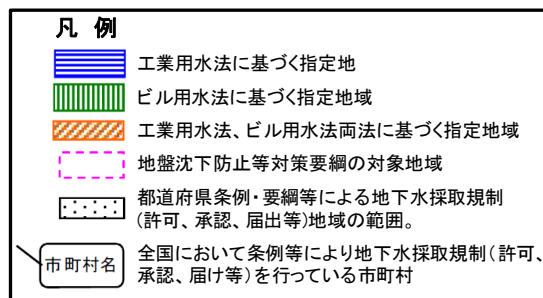 凡 例
工業用水法に基づく指定地
ビル用水法に基づく指定地域
工業用水法、ビル用水法両法に基づく指定地域
地盤沈下防止等対策要綱の対象地域
都道府県条例・要綱等による地下水採取規制
(許可、承認、届出等)地域の範囲。
市町村名
全国において条例等により地下水採取規制(許可、
承認、届け等)を行っている市町村